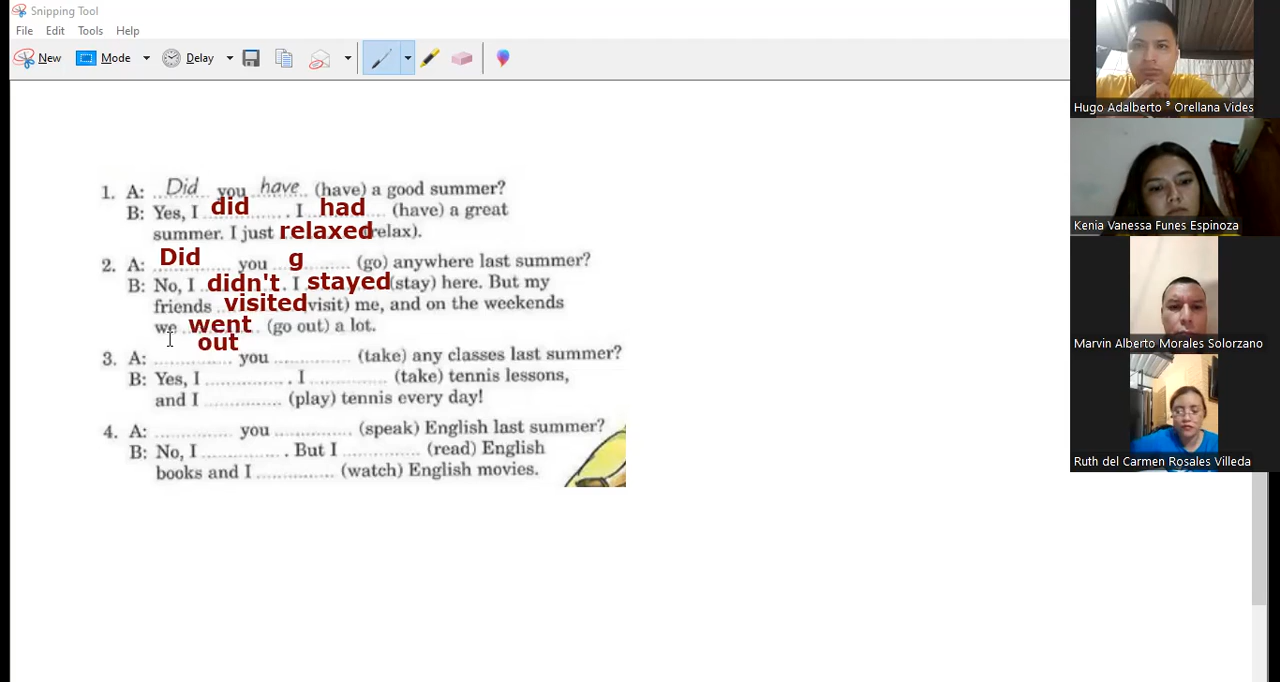 Snipping Tool
File Edit Tools Help
New Mode Delay
1. A: Did you have (have) a good summer?
B: Yes, I did. I had (have) a great
summer. I just relaxed relax).
2. A: Did you g (go) anywhere last summer?
B: No, I didn't. I stayed (stay) here. But my
friends visited visit) me, and on the weekends
we went out (go out) a lot.
3. A: ............ you ............ (take) any classes last summer?
B: Yes, I ............ . I ............ (take) tennis lessons,
and I ............ (play) tennis every day!
4. A: ............ you ............ (speak) English last summer?
B: No, I ............ . But I ............ (read) English
books and I ............ (watch) English movies.
Hugo Adalberto ⁹ Orellana Vides
Kenia Vanessa Funes Espinoza
Marvin Alberto Morales Solorzano
Ruth del Carmen Rosales Villeda